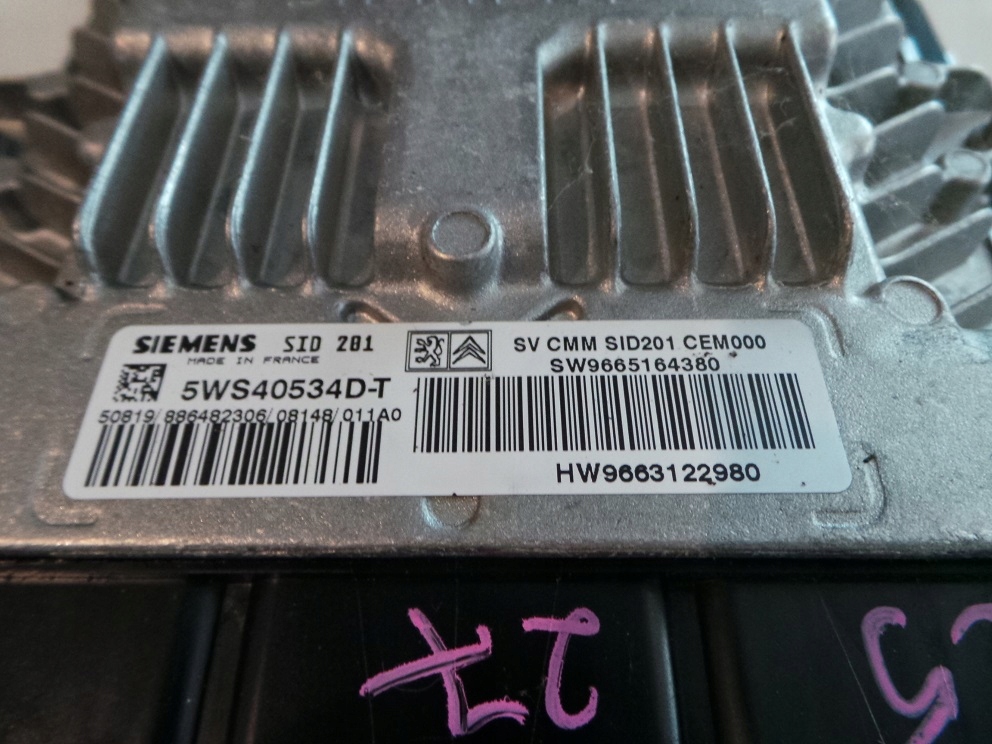 SIEMENS SID 201
MADE IN FRANCE
5WS40534D-T
50819/886482306/08148/011A0
SV CMM SID201 CEM000
SW9665164380
HW9663122980